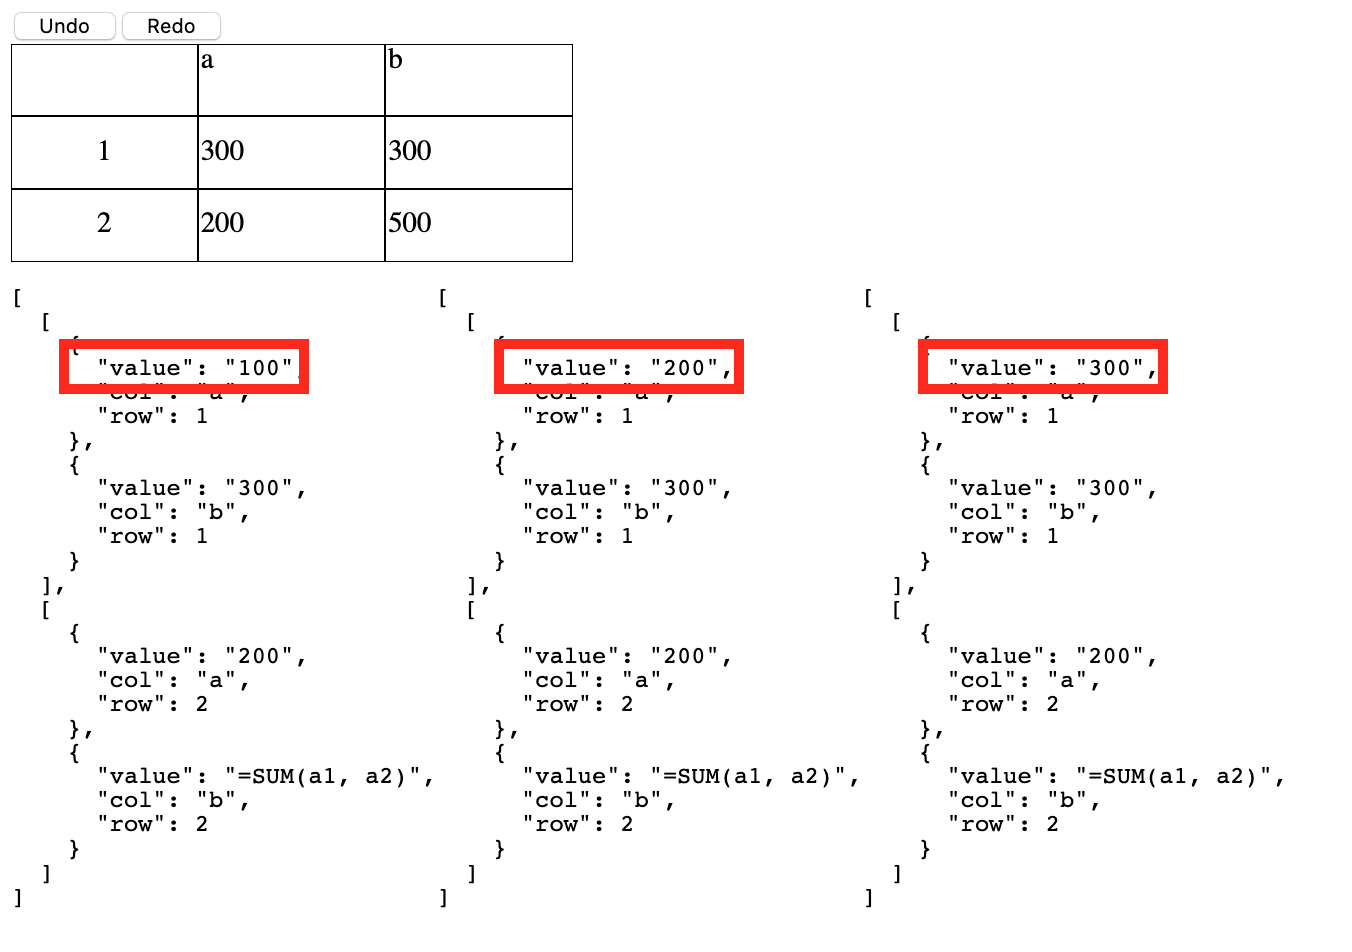 Undo Redo
a b
1 300 300
2 200 500
[
[
{
"value": "100",
"col": "a",
"row": 1
},
{
"value": "300",
"col": "b",
"row": 1
}
],
[
{
"value": "200",
"col": "a",
"row": 2
},
{
"value": "=SUM(a1, a2)",
"col": "b",
"row": 2
}
]
]
[
[
{
"value": "200",
"col": "a",
"row": 1
},
{
"value": "300",
"col": "b",
"row": 1
}
],
[
{
"value": "200",
"col": "a",
"row": 2
},
{
"value": "=SUM(a1, a2)",
"col": "b",
"row": 2
}
]
]
[
[
{
"value": "300",
"col": "a",
"row": 1
},
{
"value": "300",
"col": "b",
"row": 1
}
],
[
{
"value": "200",
"col": "a",
"row": 2
},
{
"value": "=SUM(a1, a2)",
"col": "b",
"row": 2
}
]
]